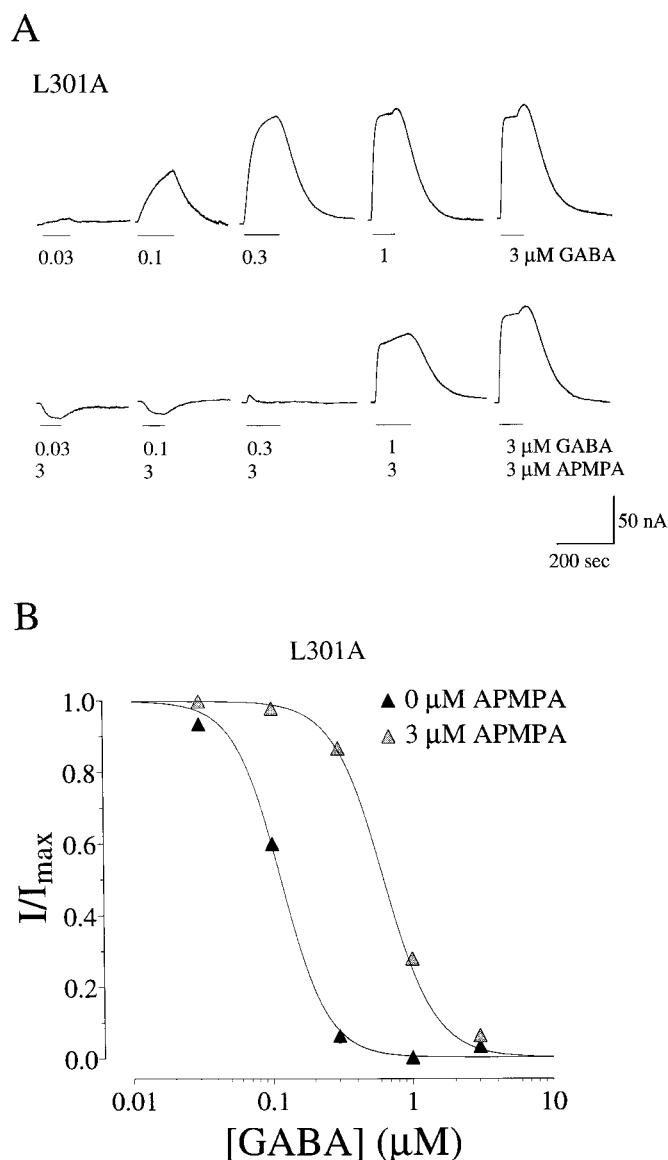 A
L301A
0.03 0.1 0.3 1 3 μM GABA
0.03 0.1 0.3 1 3 μM GABA
3 3 3 3 3 μM APMPA
50 nA
200 sec
B
L301A
▲ 0 μM APMPA
▲ 3 μM APMPA
1.0
0.8
0.6
0.4
0.2
0.0
I/Imax
0.01 0.1 1 10
[GABA] (μM)